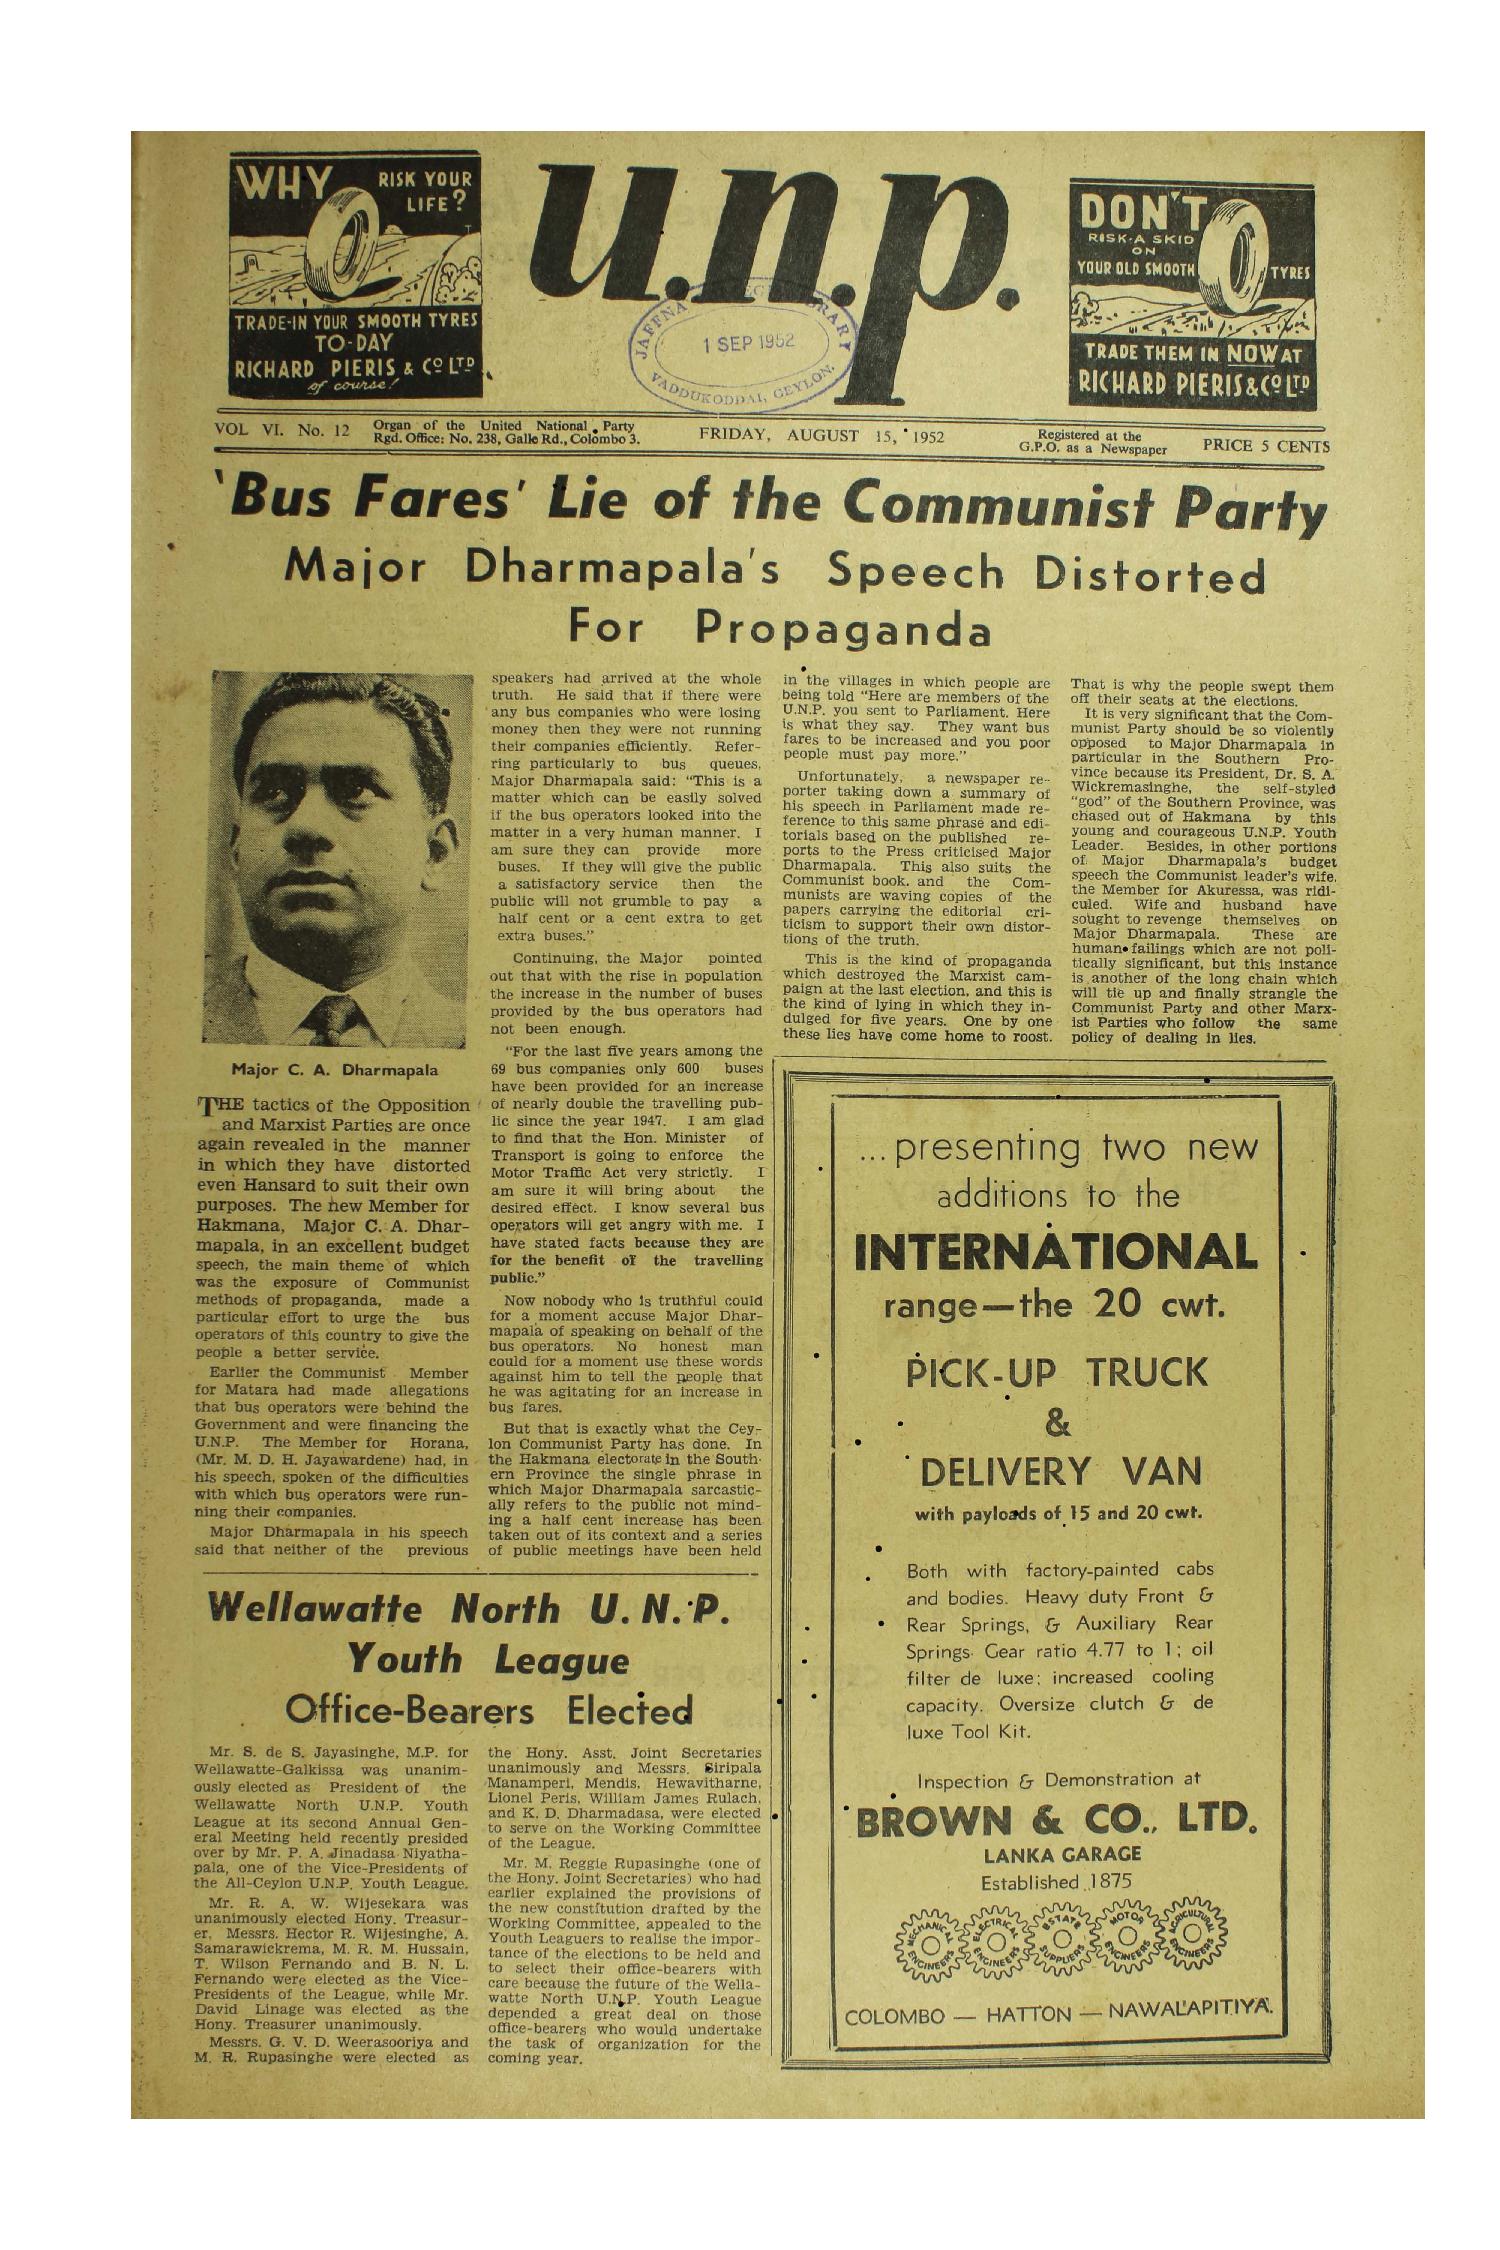 WHY RISK YOUR
LIFE?
TRADE-IN YOUR SMOOTH TYRES
TO-DAY
RICHARD PIERIS & CO LTD
of course!
u.n.p.
JAFFNA COLLEGE LIBRARY
1 SEP 1952
VADDUKODDAI, CEYLON.
DON'T
RISK-A SKID
ON
YOUR OLD SMOOTH TYRES
TRADE THEM IN NOW AT
RICHARD PIERIS & CO LTD
VOL VI. No. 12
Organ of the United National Party
Rgd. Office: No. 238, Galle Rd., Colombo 3.
FRIDAY, AUGUST 15, 1952
Registered at the
G.P.O. as a Newspaper
PRICE 5 CENTS
'Bus Fares' Lie of the Communist Party
Major Dharmapala's Speech Distorted
For Propaganda
Major C. A. Dharmapala
THE tactics of the Opposition
and Marxist Parties are once
again revealed in the manner
in which they have distorted
even Hansard to suit their own
purposes. The new Member for
Hakmana, Major C. A. Dhar-
mapala, in an excellent budget
speech, the main theme of which
was the exposure of Communist
methods of propaganda, made a
particular effort to urge the bus
operators of this country to give the
people a better service.
Earlier the Communist Member
for Matara had made allegations
that bus operators were behind the
Government and were financing the
U.N.P. The Member for Horana,
(Mr. M. D. H. Jayawardene) had, in
his speech, spoken of the difficulties
with which bus operators were run-
ning their companies.
Major Dharmapala in his speech
said that neither of the previous
speakers had arrived at the whole
truth. He said that if there were
any bus companies who were losing
money then they were not running
their companies efficiently. Refer-
ring particularly to bus queues,
Major Dharmapala said: "This is a
matter which can be easily solved
if the bus operators looked into the
matter in a very human manner. I
am sure they can provide more
buses. If they will give the public
a satisfactory service then the
public will not grumble to pay a
half cent or a cent extra to get
extra buses."
Continuing, the Major pointed
out that with the rise in population
the increase in the number of buses
provided by the bus operators had
not been enough.
"For the last five years among the
69 bus companies only 600 buses
have been provided for an increase
of nearly double the travelling pub-
lic since the year 1947. I am glad
to find that the Hon. Minister of
Transport is going to enforce the
Motor Traffic Act very strictly. I
am sure it will bring about the
desired effect. I know several bus
operators will get angry with me. I
have stated facts because they are
for the benefit of the travelling
public."
Now nobody who is truthful could
for a moment accuse Major Dhar-
mapala of speaking on behalf of the
bus operators. No honest man
could for a moment use these words
against him to tell the people that
he was agitating for an increase in
bus fares.
But that is exactly what the Cey-
lon Communist Party has done. In
the Hakmana electorate in the South-
ern Province the single phrase in
which Major Dharmapala sarcastic-
ally refers to the public not mind-
ing a half cent increase has been
taken out of its context and a series
of public meetings have been held
in the villages in which people are
being told "Here are members of the
U.N.P. you sent to Parliament. Here
is what they say. They want bus
fares to be increased and you poor
people must pay more."
Unfortunately, a newspaper re-
porter taking down a summary of
his speech in Parliament made re-
ference to this same phrase and edi-
torials based on the published re-
ports to the Press criticised Major
Dharmapala. This also suits the
Communist book, and the Com-
munists are waving copies of the
papers carrying the editorial cri-
ticism to support their own distor-
tions of the truth.
This is the kind of propaganda
which destroyed the Marxist cam-
paign at the last election, and this is
the kind of lying in which they in-
dulged for five years. One by one
these lies have come home to roost.
That is why the people swept them
off their seats at the elections.
It is very significant that the Com-
munist Party should be so violently
opposed to Major Dharmapala in
particular in the Southern Pro-
vince because its President, Dr. S. A.
Wickremasinghe, the self-styled
"god" of the Southern Province, was
chased out of Hakmana by this
young and courageous U.N.P. Youth
Leader. Besides, in other portions
of Major Dharmapala's budget
speech the Communist leader's wife,
the Member for Akuressa, was ridi-
culed. Wife and husband have
sought to revenge themselves on
Major Dharmapala. These are
human failings which are not poli-
tically significant, but this instance
is another of the long chain which
will tie up and finally strangle the
Communist Party and other Marx-
ist Parties who follow the same
policy of dealing in lies.
Wellawatte North U.N.P.
Youth League
Office-Bearers Elected
Mr. S. de S. Jayasinghe, M.P. for
Wellawatte-Galkissa was unanim-
ously elected as President of the
Wellawatte North U.N.P. Youth
League at its second Annual Gen-
eral Meeting held recently presided
over by Mr. P. A. Jinadasa Niyatha-
pala, one of the Vice-Presidents of
the All-Ceylon U.N.P. Youth League.
Mr. R. A. W. Wijesekara was
unanimously elected Hony. Treasur-
er. Messrs. Hector R. Wijesinghe, A.
Samarawickrema, M. R. M. Hussain,
T. Wilson Fernando and B. N. L.
Fernando were elected as the Vice-
Presidents of the League, while Mr.
David Linage was elected as the
Hony. Treasurer unanimously.
Messrs. G. V. D. Weerasooriya and
M. R. Rupasinghe were elected as
the Hony. Asst. Joint Secretaries
unanimously and Messrs. Siripala
Manamperi, Mendis, Hewavitharne,
Lionel Peris, William James Rulach,
and K. D. Dharmadasa, were elected
to serve on the Working Committee
of the League.
Mr. M. Reggie Rupasinghe (one of
the Hony. Joint Secretaries) who had
earlier explained the provisions of
the new constitution drafted by the
Working Committee, appealed to the
Youth Leaguers to realise the impor-
tance of the elections to be held and
to select their office-bearers with
care because the future of the Wella-
watte North U.N.P. Youth League
depended a great deal on those
office-bearers who would undertake
the task of organization for the
coming year.
...presenting two new
additions to the
INTERNATIONAL
range—the 20 cwt.
PICK-UP TRUCK
&
DELIVERY VAN
with payloads of 15 and 20 cwt.
Both with factory-painted cabs
and bodies. Heavy duty Front &
Rear Springs, & Auxiliary Rear
Springs. Gear ratio 4.77 to 1; oil
filter de luxe; increased cooling
capacity. Oversize clutch & de
luxe Tool Kit.
Inspection & Demonstration at
BROWN & CO., LTD.
LANKA GARAGE
Established 1875
MECHANICAL ENGINEERS
ELECTRICAL ENGINEERS
ESTATE SUPPLIERS
MOTOR ENGINEERS
AGRICULTURAL ENGINEERS
COLOMBO — HATTON — NAWALAPITIYA.